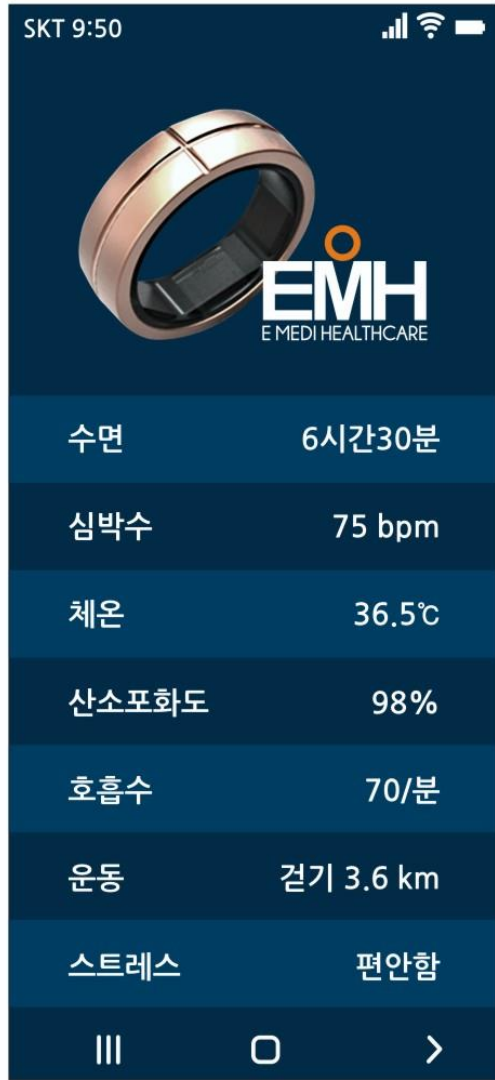 SKT 9:50
EMH
E MEDI HEALTHCARE
수면 6시간30분
심박수 75 bpm
체온 36.5℃
산소포화도 98%
호흡수 70/분
운동 걷기 3.6 km
스트레스 편안함